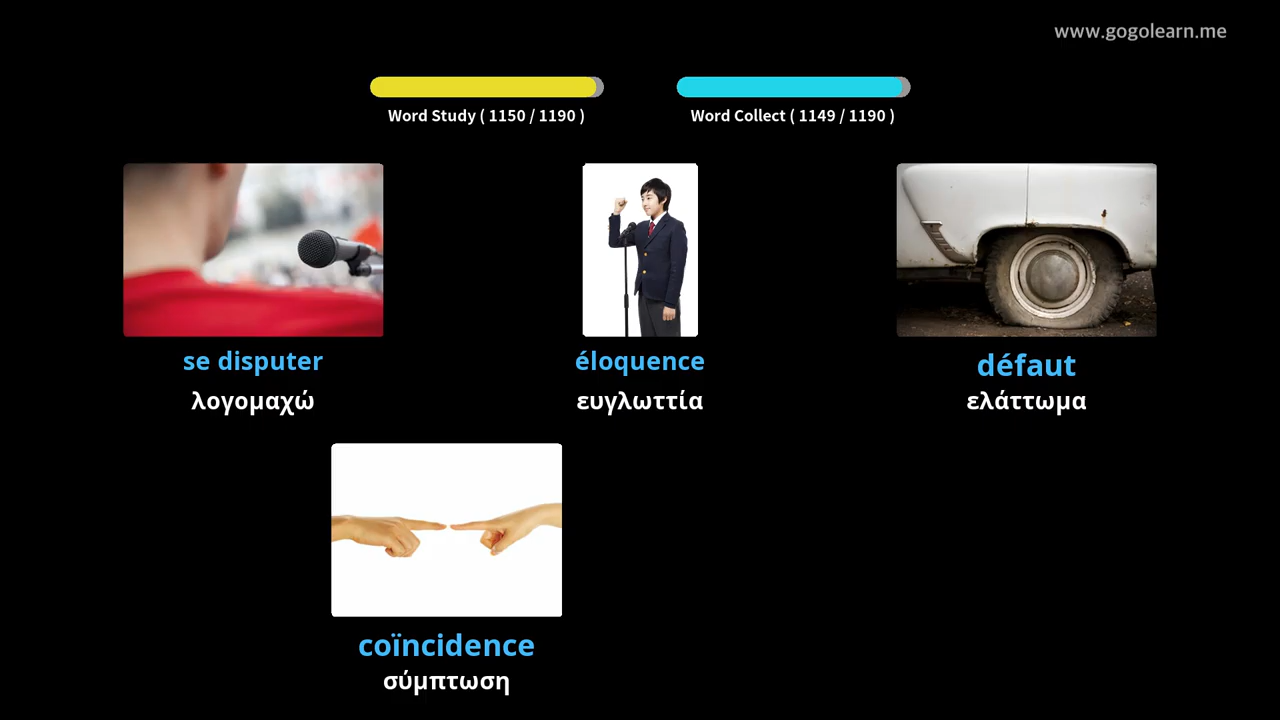 www.gogolearn.me
Word Study ( 1150 / 1190 )
Word Collect ( 1149 / 1190 )
se disputer
λογομαχώ
éloquence
ευγλωττία
défaut
ελάττωμα
coïncidence
σύμπτωση